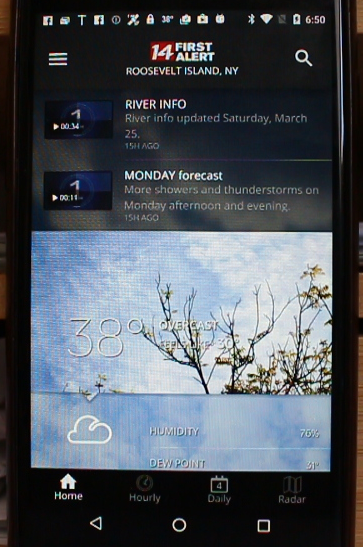 38° 6:50
14 FIRST
ALERT
ROOSEVELT ISLAND, NY
RIVER INFO
River info updated Saturday, March
25.
15H AGO
00:34
MONDAY forecast
More showers and thunderstorms on
Monday afternoon and evening.
15H AGO
00:11
38° OVERCAST
FEELS LIKE 30°
HUMIDITY 76%
DEW POINT 31°
Home Hourly 4 Daily Radar